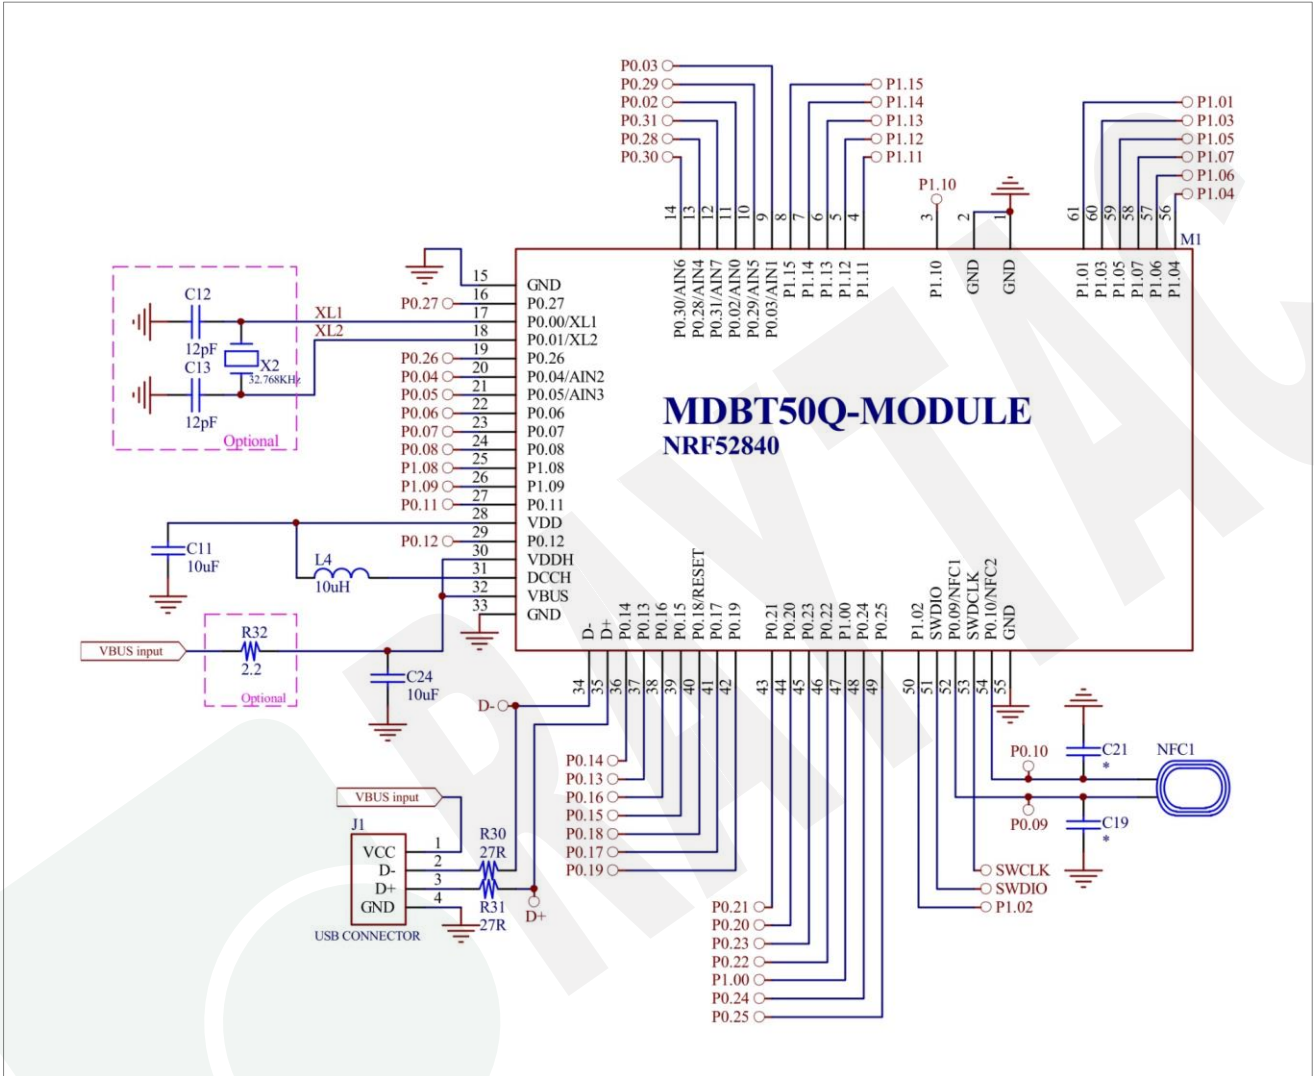 P0.03
P0.29
P0.02
P0.31
P0.28
P0.30
P1.15
P1.14
P1.13
P1.12
P1.11
P1.10
P1.01
P1.03
P1.05
P1.07
P1.06
P1.04
14 13 12 11 10 9 8 7 6 5 4 3 2 1 61 60 59 58 57 56
M1
P0.30/AIN6
P0.28/AIN4
P0.31/AIN7
P0.02/AIN0
P0.29/AIN5
P0.03/AIN1
P1.15
P1.14
P1.13
P1.12
P1.11
P1.10
GND
GND
P1.01
P1.03
P1.05
P1.07
P1.06
P1.04
15 GND
P0.27 16 P0.27
XL1 17 P0.00/XL1
XL2 18 P0.01/XL2
P0.26 19 P0.26
P0.04 20 P0.04/AIN2
P0.05 21 P0.05/AIN3
P0.06 22 P0.06
P0.07 23 P0.07
P0.08 24 P0.08
P1.08 25 P1.08
P1.09 26 P1.09
P0.11 27 P0.11
28 VDD
P0.12 29 P0.12
30 VDDH
31 DCCH
32 VBUS
33 GND
C12
12pF
C13
12pF
X2
32.768KHz
Optional
MDBT50Q-MODULE
NRF52840
C11
10uF
L4
10uH
VBUS input
R32
2.2
Optional
C24
10uF
D-
D+
P0.14
P0.13
P0.16
P0.15
P0.18/RESET
P0.17
P0.19
P0.21
P0.20
P0.23
P0.22
P1.00
P0.24
P0.25
P1.02
SWDIO
P0.09/NFC1
SWDCLK
P0.10/NFC2
GND
34 35 36 37 38 39 40 41 42 43 44 45 46 47 48 49 50 51 52 53 54 55
D-
P0.14
P0.13
P0.16
P0.15
P0.18
P0.17
P0.19
VBUS input
J1
VCC 1
D- 2
D+ 3
GND 4
USB CONNECTOR
R30
27R
R31
27R
D+
P0.21
P0.20
P0.23
P0.22
P1.00
P0.24
P0.25
P0.10
P0.09
C21
*
C19
*
NFC1
SWCLK
SWDIO
P1.02
RAYTAC